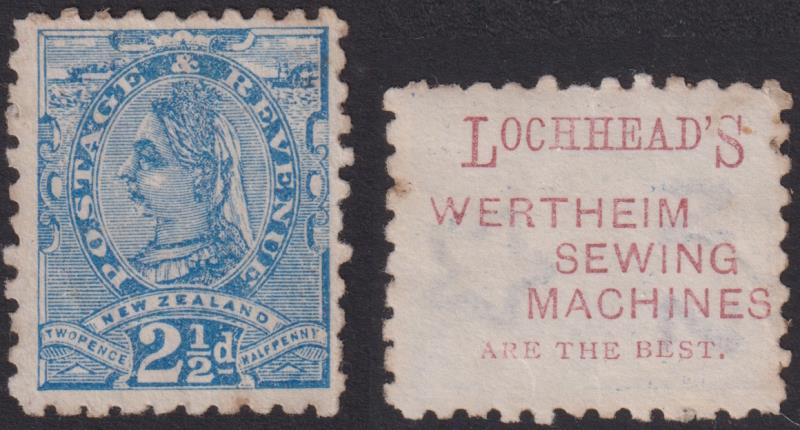 POSTAGE & REVENUE
NEW ZEALAND
TWOPENCE
2½d
HALFPENNY
LOCHHEAD'S
WERTHEIM
SEWING
MACHINES
ARE THE BEST.